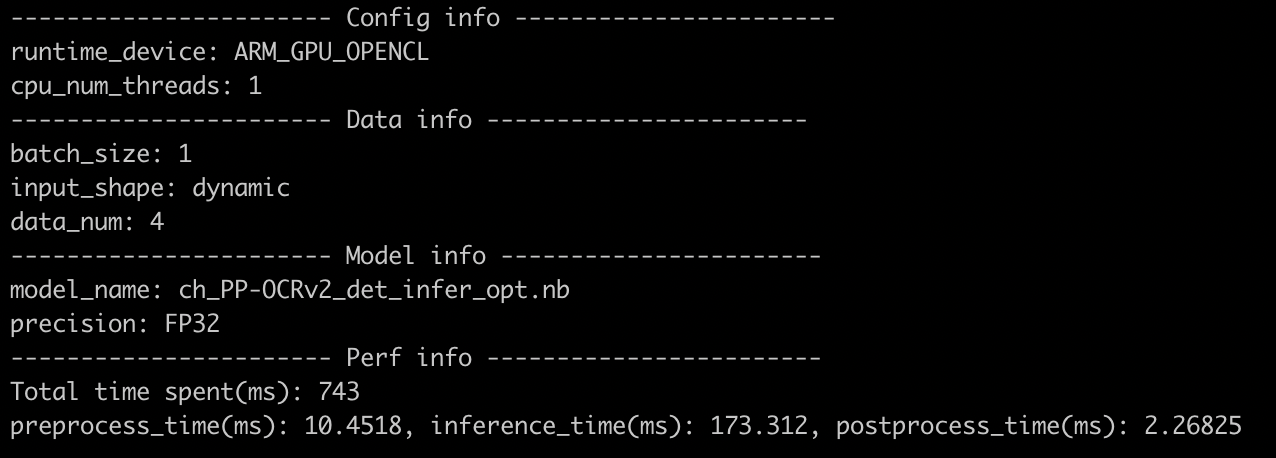 ----------------------- Config info -----------------------
runtime_device: ARM_GPU_OPENCL
cpu_num_threads: 1
----------------------- Data info -----------------------
batch_size: 1
input_shape: dynamic
data_num: 4
----------------------- Model info -----------------------
model_name: ch_PP-OCRv2_det_infer_opt.nb
precision: FP32
----------------------- Perf info ------------------------
Total time spent(ms): 743
preprocess_time(ms): 10.4518, inference_time(ms): 173.312, postprocess_time(ms): 2.26825